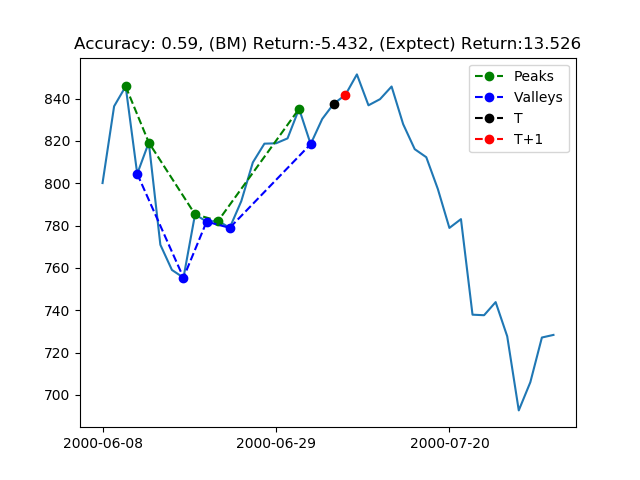 Accuracy: 0.59, (BM) Return:-5.432, (Exptect) Return:13.526
Peaks
Valleys
T
T+1
840
820
800
780
760
740
720
700
2000-06-08 2000-06-29 2000-07-20